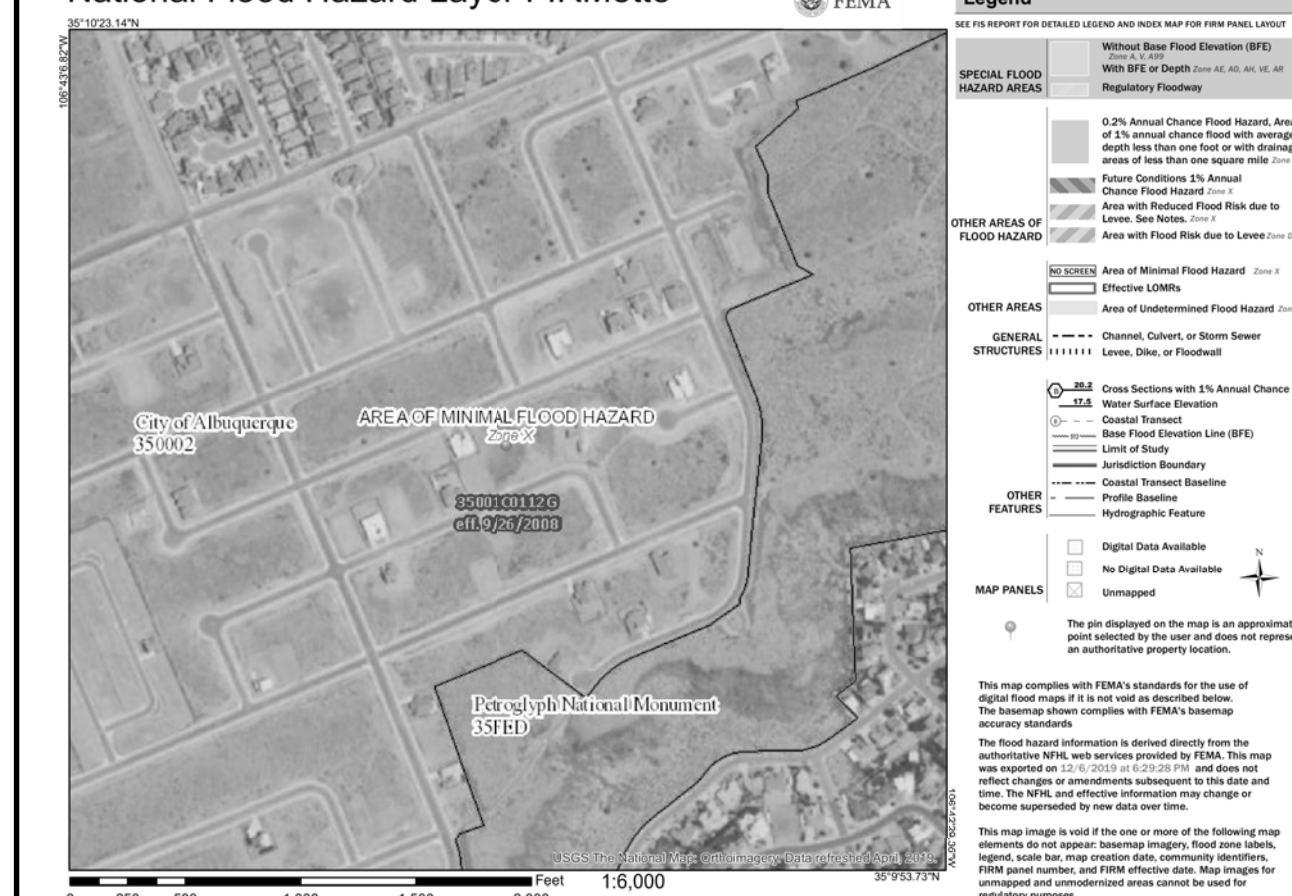 National Flood Hazard Layer FIRMette
FEMA
Legend
35°10'23.14"N
SEE FIS REPORT FOR DETAILED LEGEND AND INDEX MAP FOR FIRM PANEL LAYOUT
106°43'6.82"W
SPECIAL FLOOD
HAZARD AREAS
Without Base Flood Elevation (BFE)
Zone A, V, A99
With BFE or Depth Zone AE, AO, AH, VE, AR
Regulatory Floodway
OTHER AREAS OF
FLOOD HAZARD
0.2% Annual Chance Flood Hazard, Area
of 1% annual chance flood with average
depth less than one foot or with drainag
areas of less than one square mile Zone
Future Conditions 1% Annual
Chance Flood Hazard Zone X
Area with Reduced Flood Risk due to
Levee. See Notes. Zone X
Area with Flood Risk due to Levee Zone D
OTHER AREAS
NO SCREEN Area of Minimal Flood Hazard Zone X
Effective LOMRs
Area of Undetermined Flood Hazard Zon
GENERAL
STRUCTURES
Channel, Culvert, or Storm Sewer
Levee, Dike, or Floodwall
OTHER
FEATURES
B 20.2 Cross Sections with 1% Annual Chance
17.5 Water Surface Elevation
8 Coastal Transect
Base Flood Elevation Line (BFE)
Limit of Study
Jurisdiction Boundary
Coastal Transect Baseline
Profile Baseline
Hydrographic Feature
MAP PANELS
Digital Data Available
No Digital Data Available
Unmapped
N
The pin displayed on the map is an approximat
point selected by the user and does not represe
an authoritative property location.
This map complies with FEMA's standards for the use of
digital flood maps if it is not void as described below.
The basemap shown complies with FEMA's basemap
accuracy standards
The flood hazard information is derived directly from the
authoritative NFHL web services provided by FEMA. This map
was exported on 12/6/2019 at 6:29:28 PM and does not
reflect changes or amendments subsequent to this date and
time. The NFHL and effective information may change or
become superseded by new data over time.
This map image is void if the one or more of the following map
elements do not appear: basemap imagery, flood zone labels,
legend, scale bar, map creation date, community identifiers,
FIRM panel number, and FIRM effective date. Map images for
unmapped and unmodernized areas cannot be used for
regulatory purposes.
City of Albuquerque
350002
AREA OF MINIMAL FLOOD HAZARD
Zone X
35001C0112G
eff. 9/26/2008
Petroglyph National Monument
35FED
USGS The National Map: Orthoimagery. Data refreshed April, 2019.
106°42'29.36"W
35°9'53.73"N
Feet 1:6,000
0 250 500 1,000 1,500 2,000